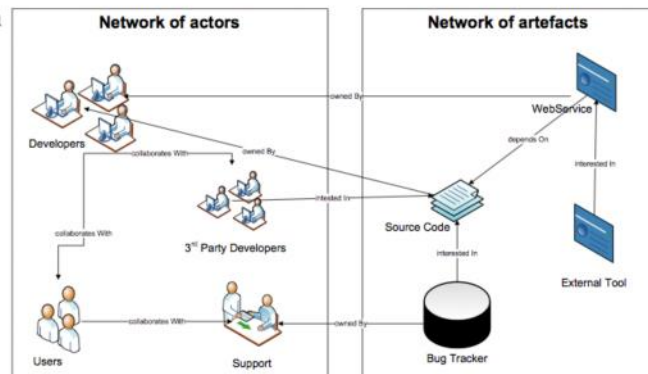 Network of actors
Network of artefacts
owned By
WebService
Developers
collaborates With
owned By
depends On
interested In
intested In
3rd Party Developers
Source Code
collaborates With
interested In
External Tool
collaborates With
owned By
Users
Support
Bug Tracker